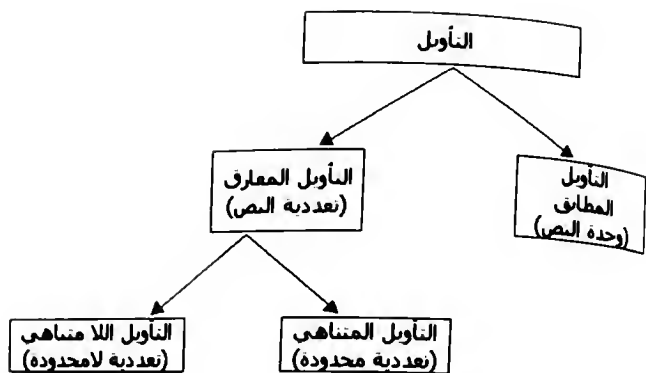 التأويل
التأويل
المطابق
(وحدة النص)
التأويل المفارق
(تعددية النص)
التأويل المتناهي
(تعددية محدودة)
التأويل اللا متناهي
(تعددية لامحدودة)